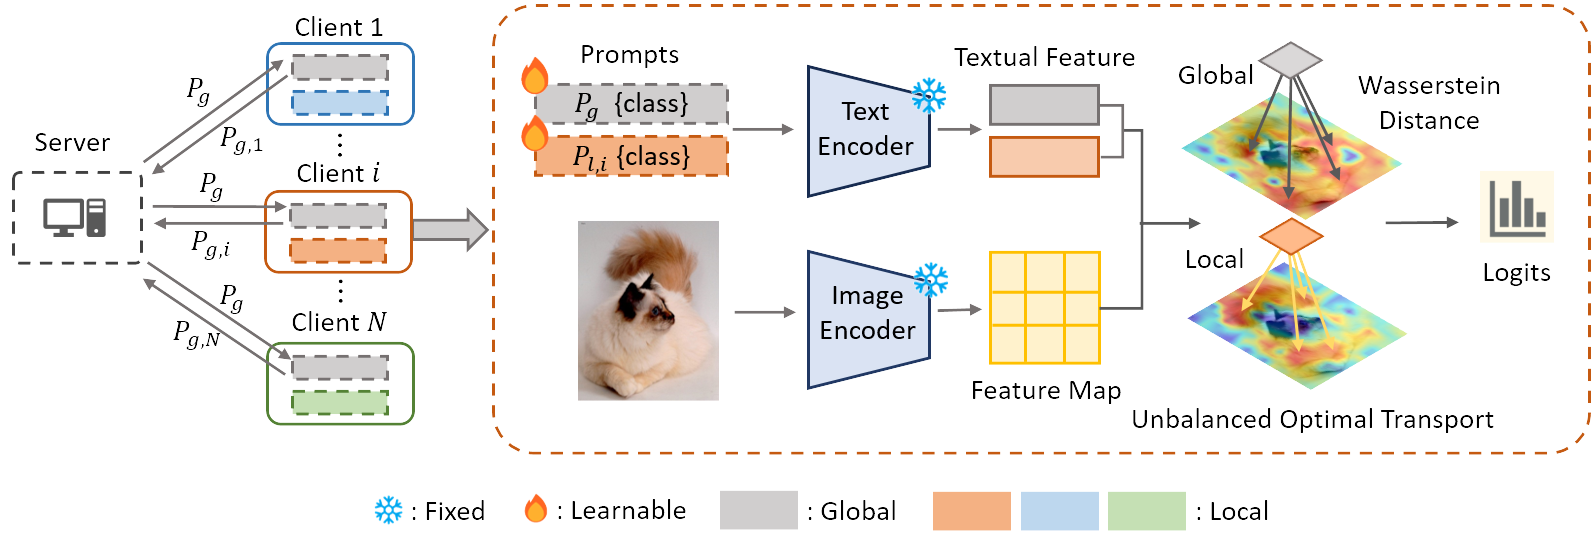 Client 1
P_g
P_{g,1}
Server
Client i
P_g
P_{g,i}
P_g
P_{g,N}
Client N
Prompts
P_g {class}
P_{l,i} {class}
Text
Encoder
Textual Feature
Image
Encoder
Feature Map
Global
Wasserstein
Distance
Local
Unbalanced Optimal Transport
Logits
: Fixed
: Learnable
: Global
: Local